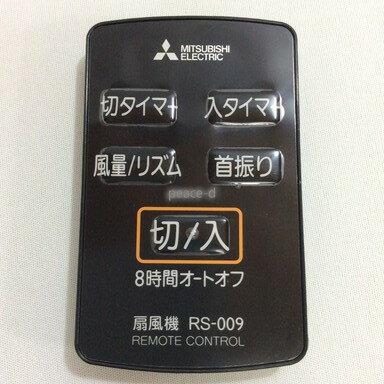 MITSUBISHI
ELECTRIC
切タイマー 入タイマー
風量/リズム 首振り
peace-d
切/入
8時間オートオフ
扇風機 RS-009
REMOTE CONTROL